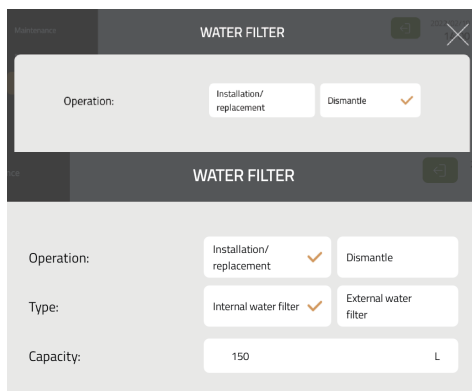 Maintenance
WATER FILTER
Operation:
Installation/
replacement
Dismantle
nce
WATER FILTER
Operation:
Installation/
replacement
Dismantle
Type:
Internal water filter
External water
filter
Capacity:
150
L